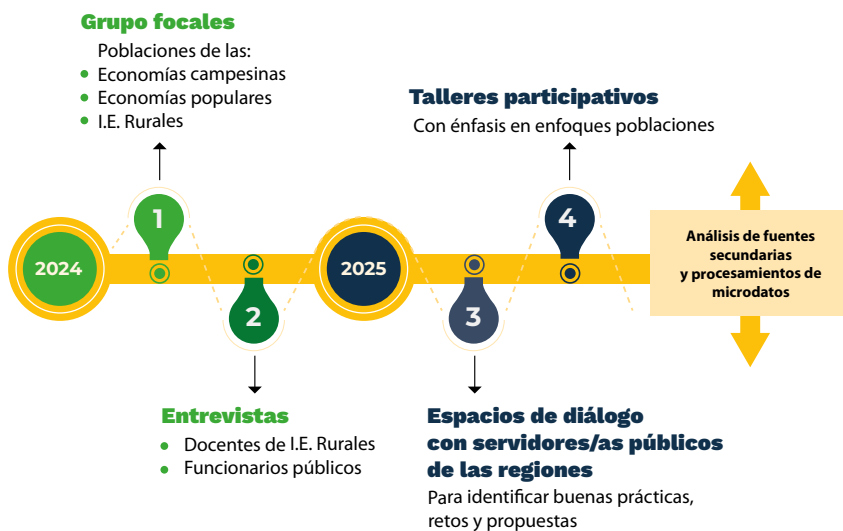 Grupo focales
Poblaciones de las:
Economías campesinas
Economías populares
I.E. Rurales
Talleres participativos
Con énfasis en enfoques poblaciones
1
4
2024
2025
Análisis de fuentes
secundarias
y procesamientos de
microdatos
2
3
Entrevistas
Docentes de I.E. Rurales
Funcionarios públicos
Espacios de diálogo
con servidores/as públicos
de las regiones
Para identificar buenas prácticas,
retos y propuestas